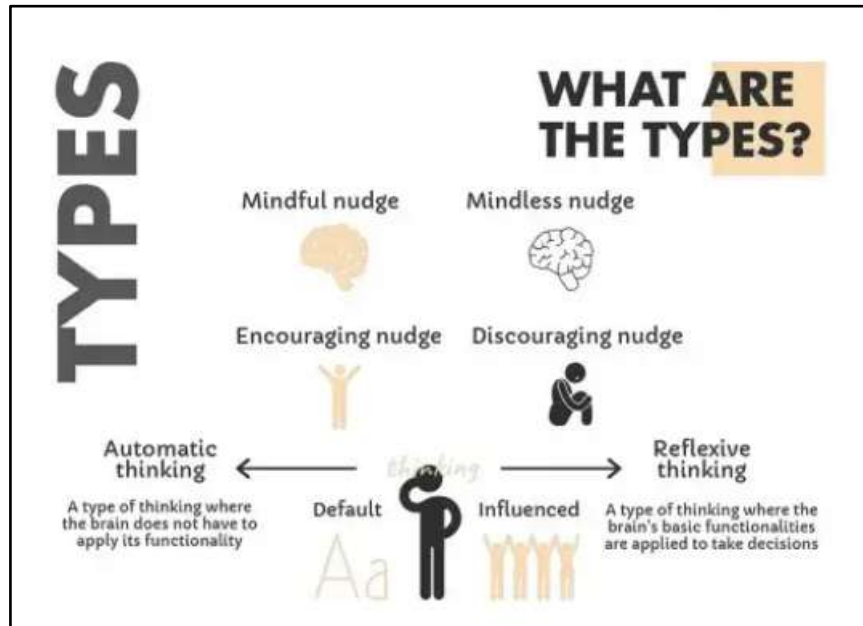 TYPES
WHAT ARE
THE TYPES?
Mindful nudge
Mindless nudge
Encouraging nudge
Discouraging nudge
Automatic
thinking
thinking
Reflexive
thinking
A type of thinking where
the brain does not have to
apply its functionality
Default
Influenced
A type of thinking where the
brain's basic functionalities
are applied to take decisions
Aa